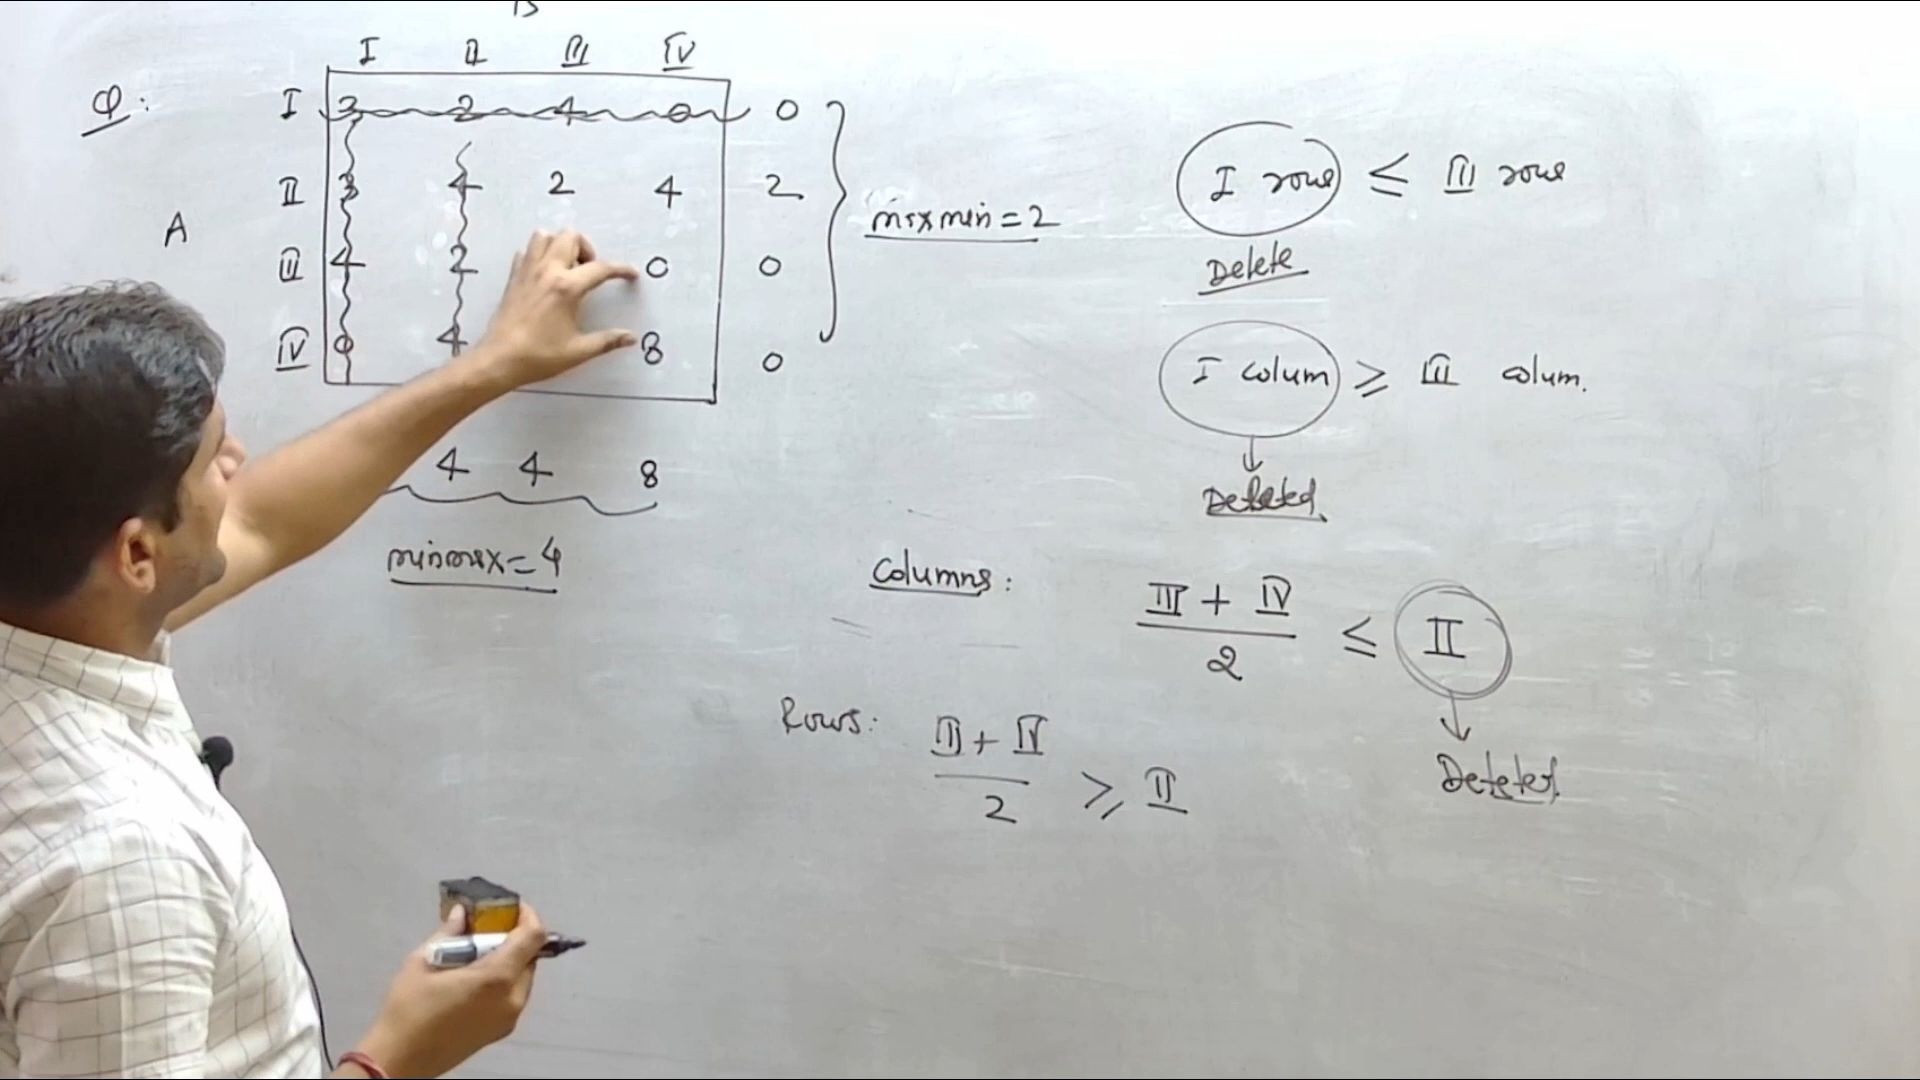 B
I II III IV
Q:
I 3 2 4 0 0
II 3 4 2 4 2
A
III 4 2 0 0
IV 0 4 8 0
4 4 8
maxmin = 2
minmax = 4
I rows ≤ III rows
Delete
I colum ≥ III colum.
Deleted
Columns:
III + IV
2
≤ II
Deleted
Rows:
III + IV
2
≥ II